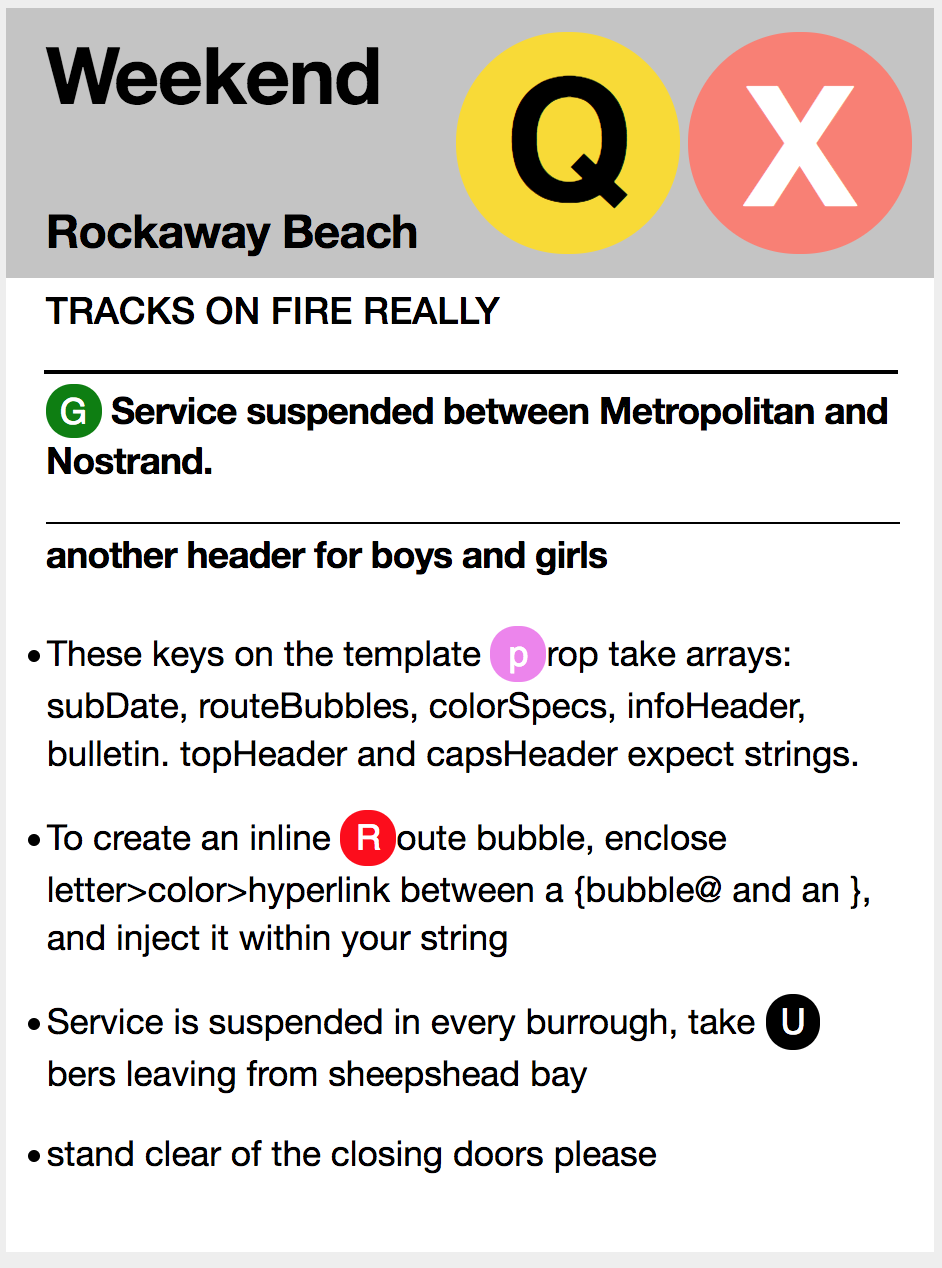 Weekend
Q X
Rockaway Beach
TRACKS ON FIRE REALLY
G Service suspended between Metropolitan and
Nostrand.
another header for boys and girls
•These keys on the template p rop take arrays:
subDate, routeBubbles, colorSpecs, infoHeader,
bulletin. topHeader and capsHeader expect strings.
•To create an inline R oute bubble, enclose
letter>color>hyperlink between a {bubble@ and an },
and inject it within your string
•Service is suspended in every burrough, take U
bers leaving from sheepshead bay
•stand clear of the closing doors please